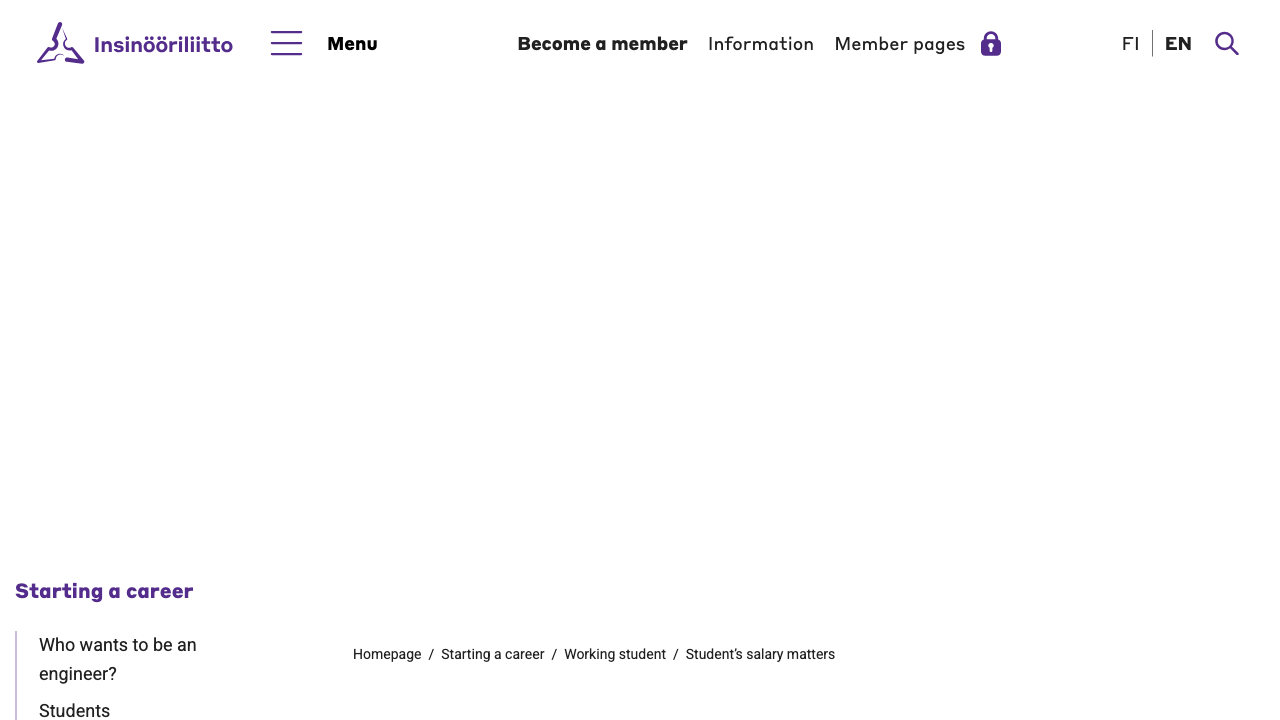 Insinööriliitto
Menu
Become a member
Information
Member pages
FI
EN
Starting a career
Who wants to be an
engineer?
Students
Homepage / Starting a career / Working student / Student’s salary matters